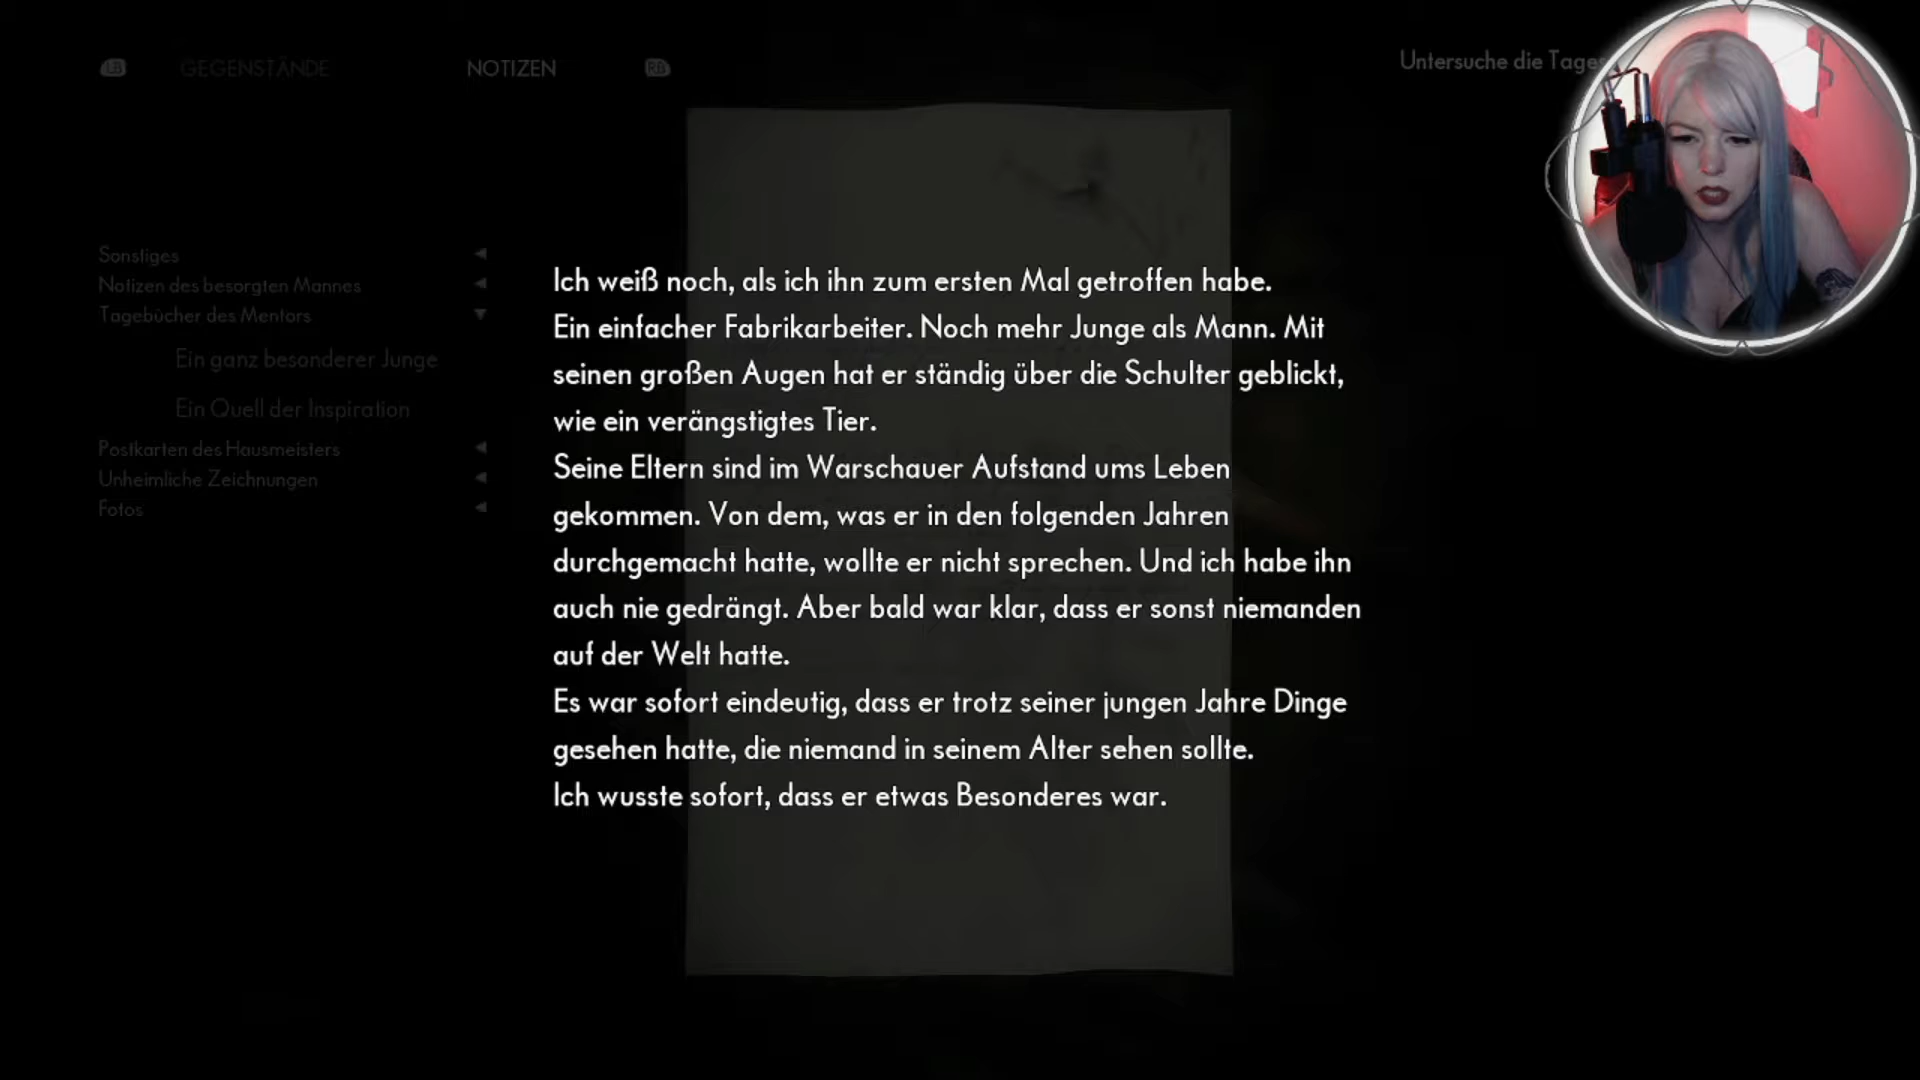 LB GEGENSTÄNDE NOTIZEN RB
Untersuche die Tages
Sonstiges
Notizen des besorgten Mannes
Tagebücher des Mentors
Ein ganz besonderer Junge
Ein Quell der Inspiration
Postkarten des Hausmeisters
Unheimliche Zeichnungen
Fotos
Ich weiß noch, als ich ihn zum ersten Mal getroffen habe.
Ein einfacher Fabrikarbeiter. Noch mehr Junge als Mann. Mit
seinen großen Augen hat er ständig über die Schulter geblickt,
wie ein verängstigtes Tier.
Seine Eltern sind im Warschauer Aufstand ums Leben
gekommen. Von dem, was er in den folgenden Jahren
durchgemacht hatte, wollte er nicht sprechen. Und ich habe ihn
auch nie gedrängt. Aber bald war klar, dass er sonst niemanden
auf der Welt hatte.
Es war sofort eindeutig, dass er trotz seiner jungen Jahre Dinge
gesehen hatte, die niemand in seinem Alter sehen sollte.
Ich wusste sofort, dass er etwas Besonderes war.